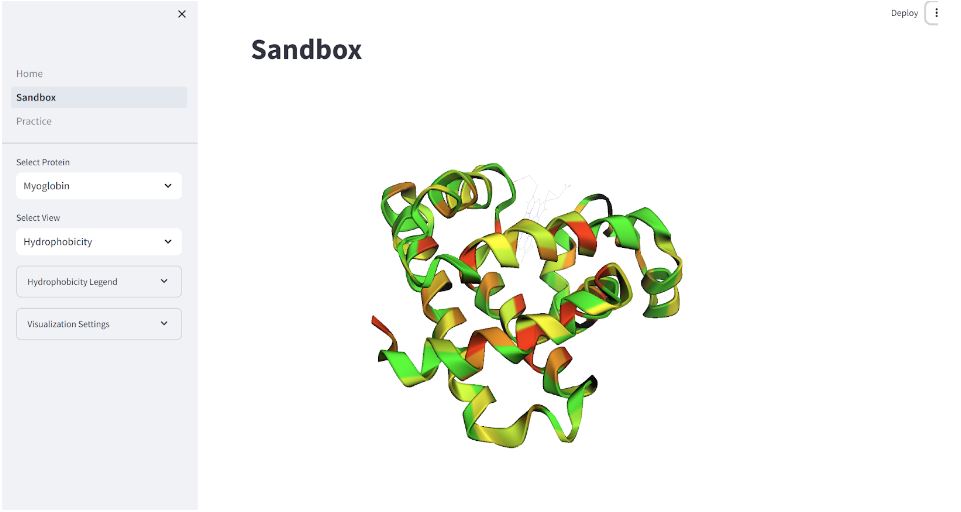 Deploy
Sandbox
Home
Sandbox
Practice
Select Protein
Myoglobin
Select View
Hydrophobicity
Hydrophobicity Legend
Visualization Settings